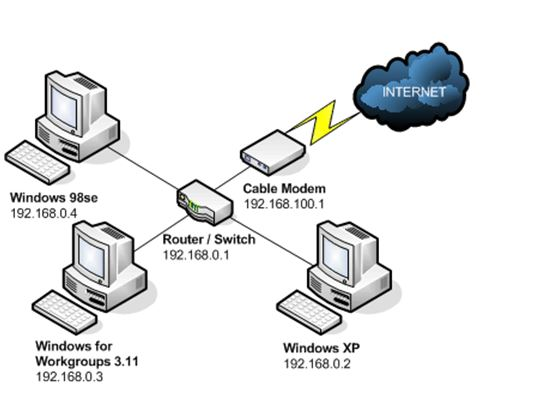 INTERNET
Cable Modem
192.168.100.1
Windows 98se
192.168.0.4
Router / Switch
192.168.0.1
Windows for
Workgroups 3.11
192.168.0.3
Windows XP
192.168.0.2